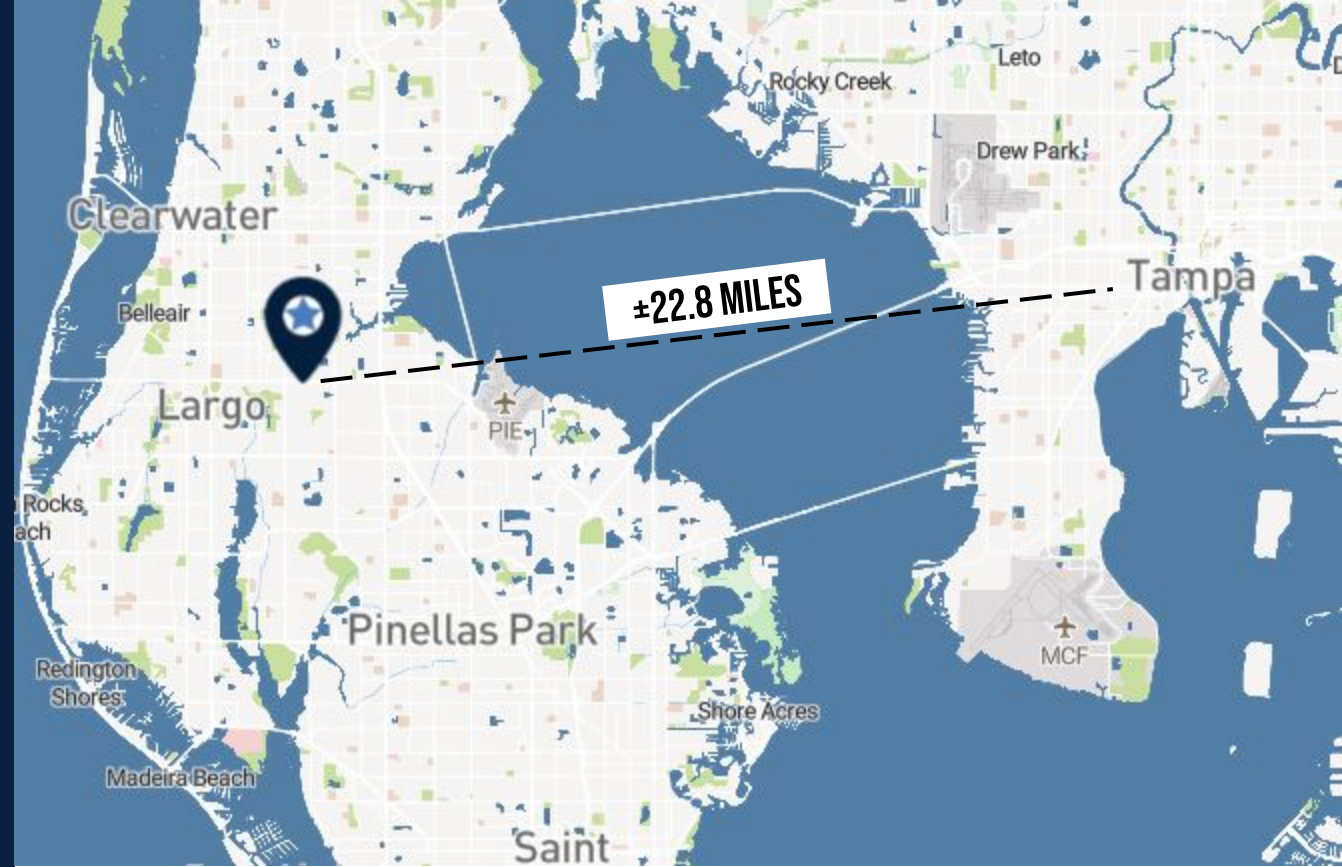 Leto
Rocky Creek
Drew Park
Clearwater
Tampa
±22.8 MILES
Belleair
Largo
PIE
Rocks
ach
Pinellas Park
MCF
Redington
Shores
Shore Acres
Madeira Beach
Saint